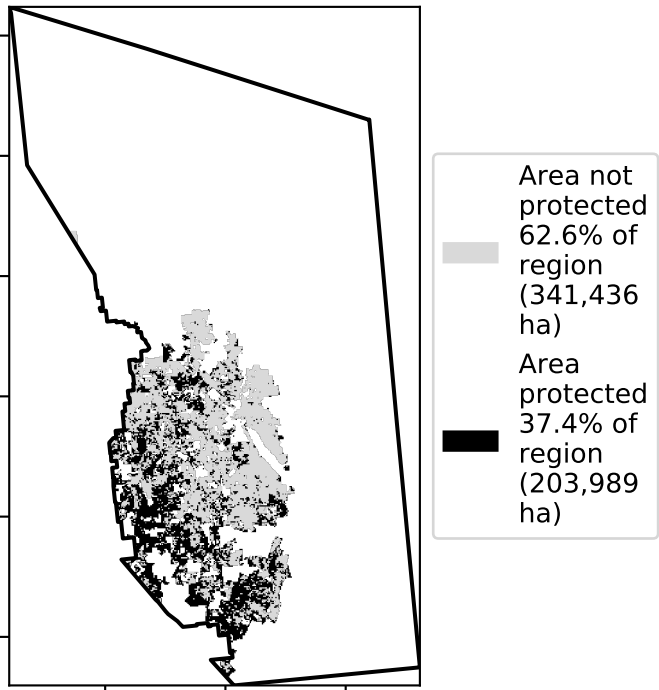 Area not
protected
62.6% of
region
(341,436
ha)
Area
protected
37.4% of
region
(203,989
ha)